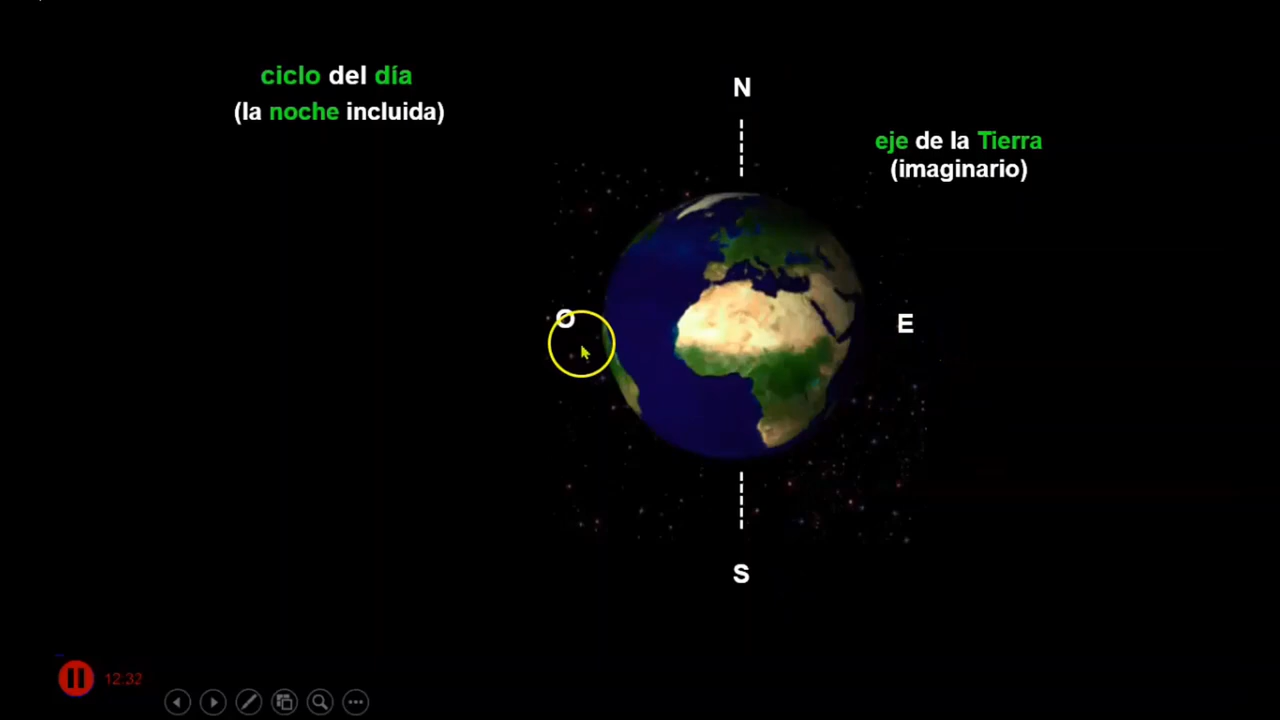 ciclo del día
(la noche incluida)
N
eje de la Tierra
(imaginario)
O
E
S
12:32